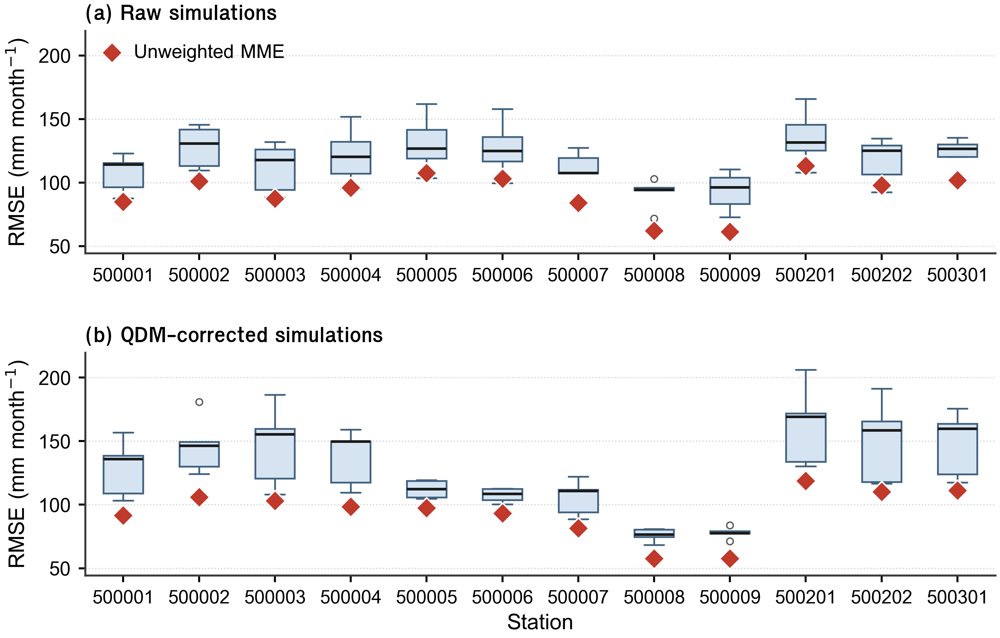 (a) Raw simulations
Unweighted MME
RMSE (mm month⁻¹)
200
150
100
50
500001 500002 500003 500004 500005 500006 500007 500008 500009 500201 500202 500301
(b) QDM-corrected simulations
RMSE (mm month⁻¹)
200
150
100
50
500001 500002 500003 500004 500005 500006 500007 500008 500009 500201 500202 500301
Station